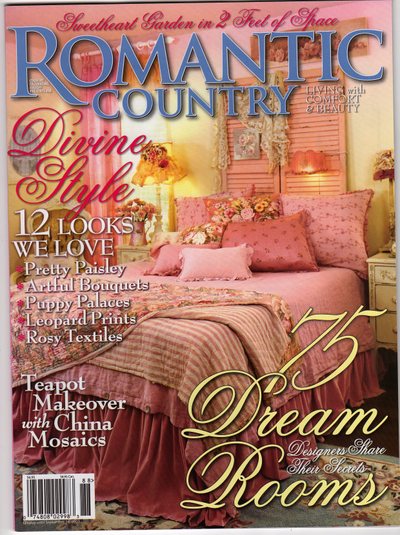 Sweetheart Garden in 2 Feet of Space
ROMANTIC
COUNTRY
LIVING with
COMFORT
& BEAUTY
Divine
Style
12 LOOKS
WE LOVE
Pretty Paisley
Artful Bouquets
Puppy Palaces
Leopard Prints
Rosy Textiles
Teapot
Makeover
with China
Mosaics
75
Dream
Rooms
Designers Share
Their Secrets
88>